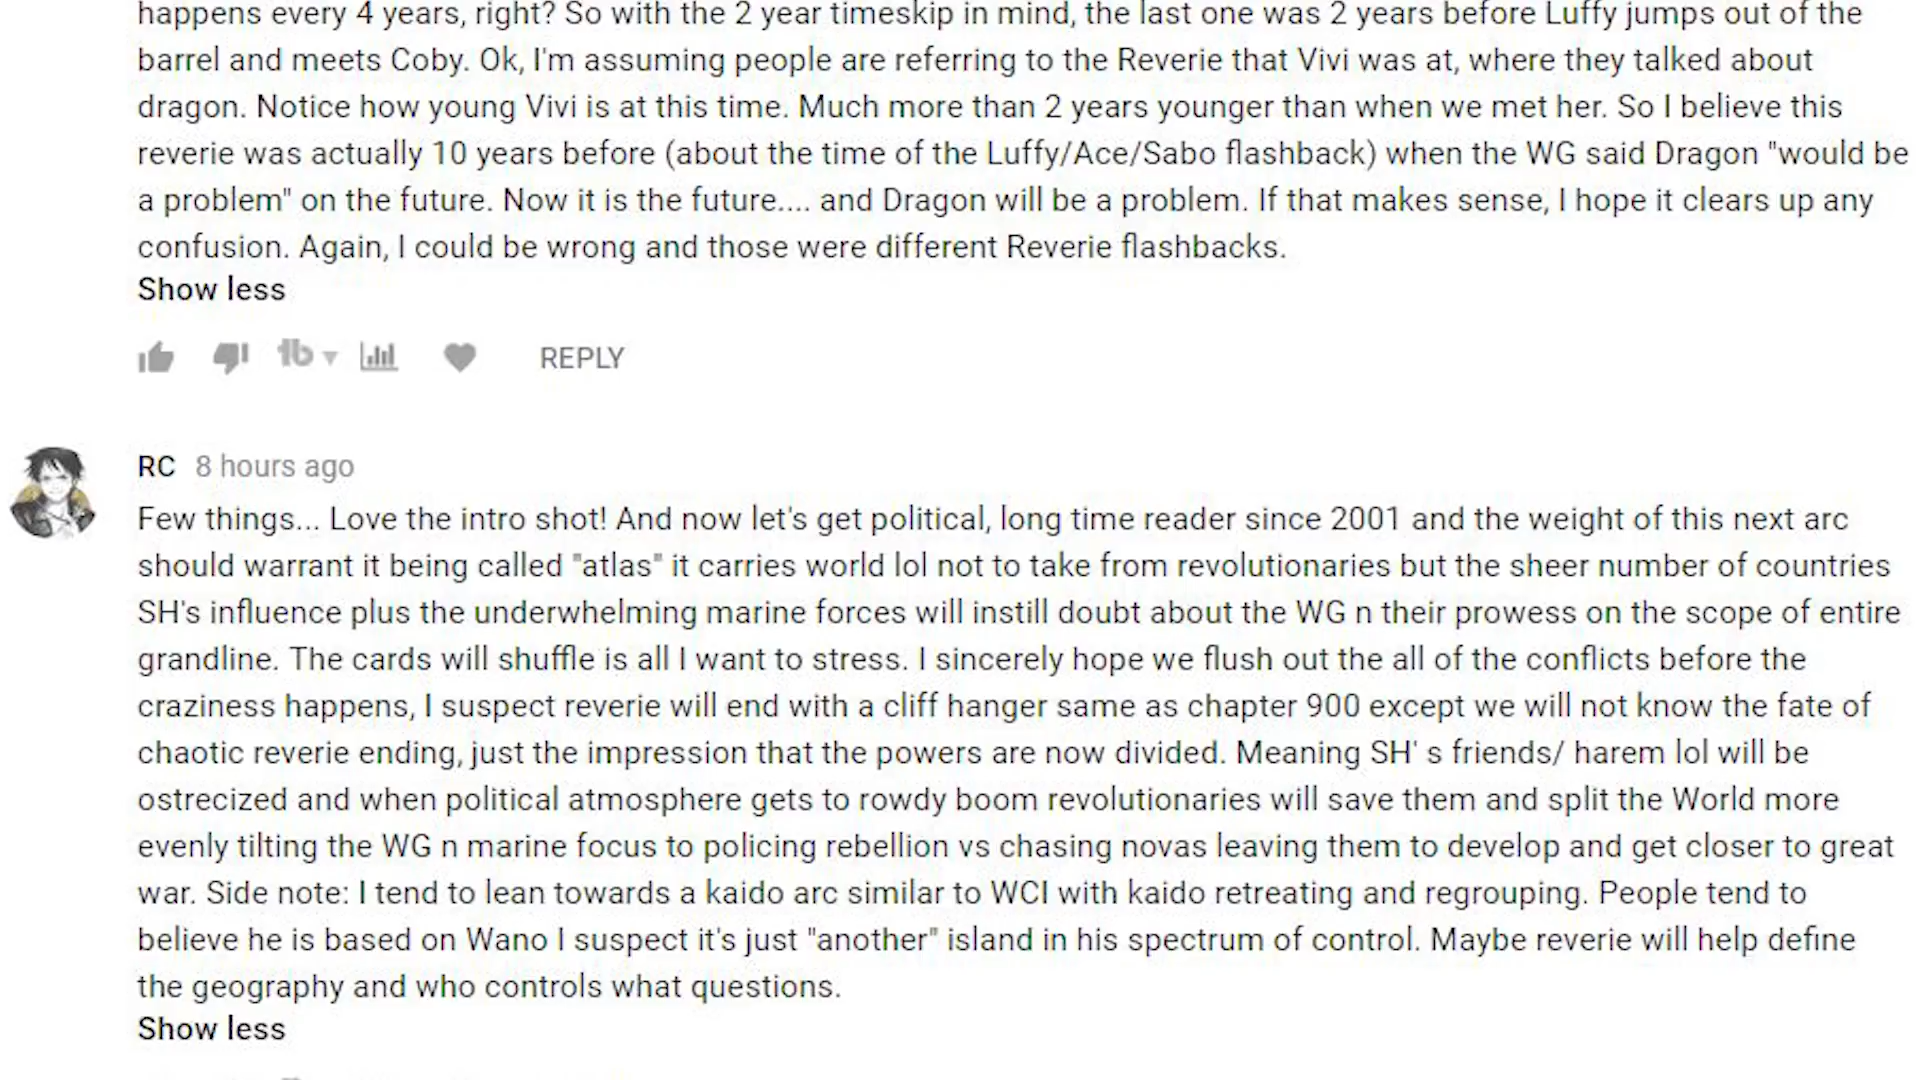 happens every 4 years, right? So with the 2 year timeskip in mind, the last one was 2 years before Luffy jumps out of the
barrel and meets Coby. Ok, I'm assuming people are referring to the Reverie that Vivi was at, where they talked about
dragon. Notice how young Vivi is at this time. Much more than 2 years younger than when we met her. So I believe this
reverie was actually 10 years before (about the time of the Luffy/Ace/Sabo flashback) when the WG said Dragon "would be
a problem" on the future. Now it is the future.... and Dragon will be a problem. If that makes sense, I hope it clears up any
confusion. Again, I could be wrong and those were different Reverie flashbacks.
Show less
tb REPLY
RC 8 hours ago
Few things... Love the intro shot! And now let's get political, long time reader since 2001 and the weight of this next arc
should warrant it being called "atlas" it carries world lol not to take from revolutionaries but the sheer number of countries
SH's influence plus the underwhelming marine forces will instill doubt about the WG n their prowess on the scope of entire
grandline. The cards will shuffle is all I want to stress. I sincerely hope we flush out the all of the conflicts before the
craziness happens, I suspect reverie will end with a cliff hanger same as chapter 900 except we will not know the fate of
chaotic reverie ending, just the impression that the powers are now divided. Meaning SH' s friends/ harem lol will be
ostrecized and when political atmosphere gets to rowdy boom revolutionaries will save them and split the World more
evenly tilting the WG n marine focus to policing rebellion vs chasing novas leaving them to develop and get closer to great
war. Side note: I tend to lean towards a kaido arc similar to WCI with kaido retreating and regrouping. People tend to
believe he is based on Wano I suspect it's just "another" island in his spectrum of control. Maybe reverie will help define
the geography and who controls what questions.
Show less